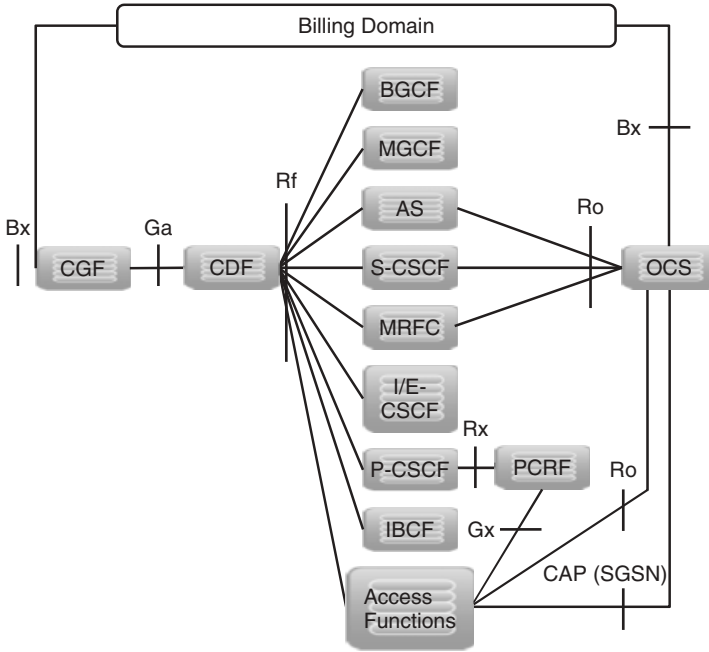 Billing Domain
BGCF
Bx
MGCF
Rf
AS
Ro
Bx
Ga
CGF
CDF
S-CSCF
OCS
MRFC
I/E-
CSCF
Rx
P-CSCF
PCRF
Ro
IBCF
Gx
CAP (SGSN)
Access
Functions